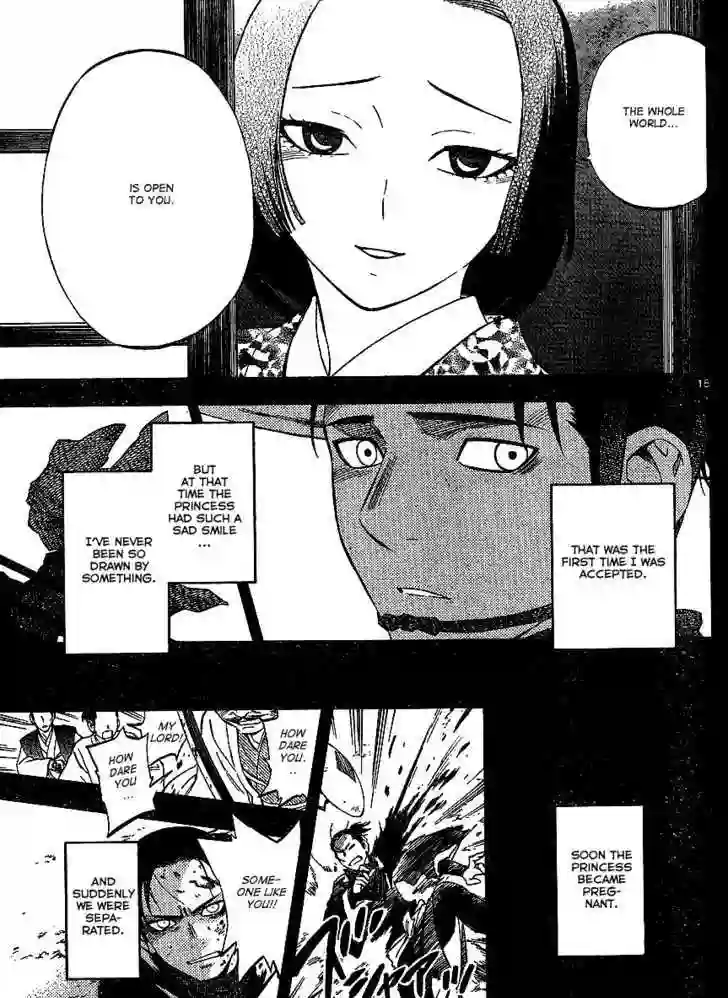 THE WHOLE
WORLD...
IS OPEN
TO YOU.
15
THAT WAS THE
FIRST TIME I WAS
ACCEPTED.
BUT
AT THAT
TIME THE
PRINCESS
HAD SUCH A
SAD SMILE
...
I'VE NEVER
BEEN SO
DRAWN BY
SOMETHING.
SOON THE
PRINCESS
BECAME
PREG-
NANT.
HOW
DARE
YOU.
..
MY
LORD!
HOW
DARE
YOU
...
SOME-
ONE LIKE
YOU!!
AND
SUDDENLY
WE WERE
SEPA-
RATED.